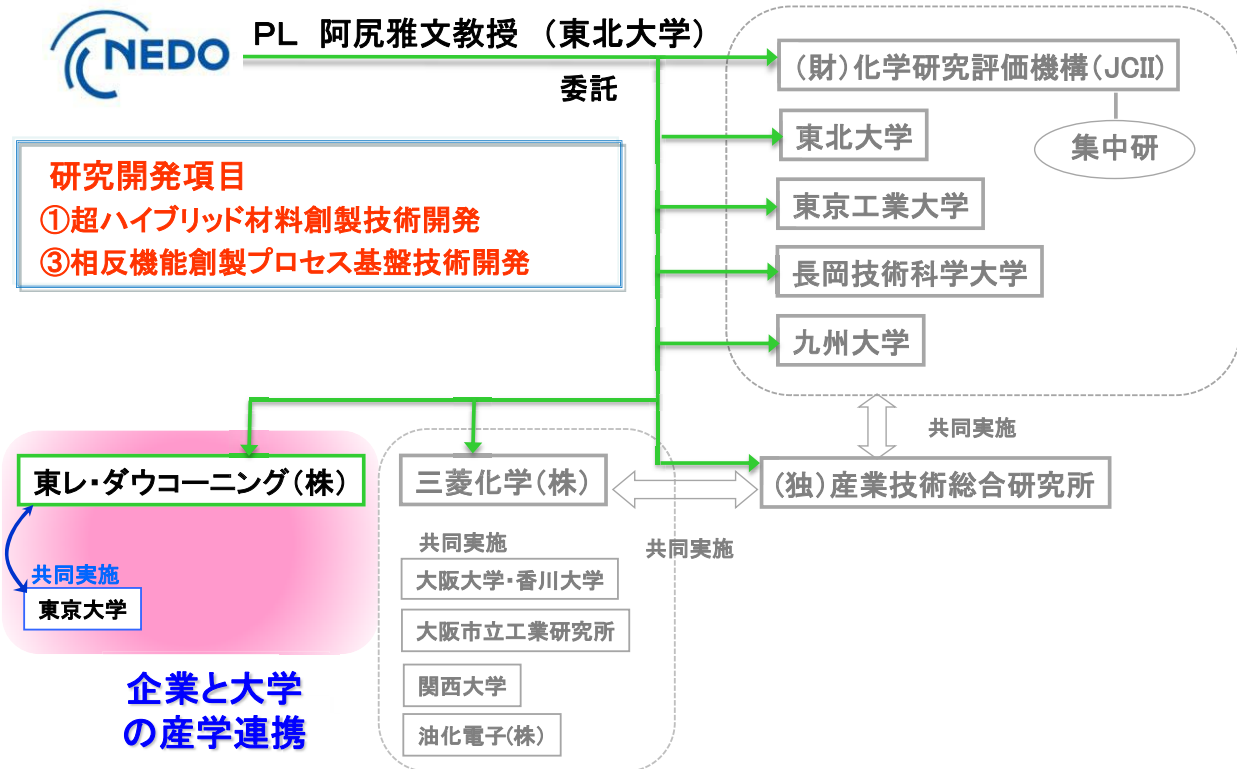 NEDO
PL 阿尻雅文教授 (東北大学)
委託
(財)化学研究評価機構(JCII)
集中研
東北大学
東京工業大学
長岡技術科学大学
九州大学
研究開発項目
①超ハイブリッド材料創製技術開発
③相反機能創製プロセス基盤技術開発
共同実施
東レ・ダウコーニング(株)
三菱化学(株)
(独)産業技術総合研究所
共同実施
東京大学
共同実施
共同実施
大阪大学・香川大学
大阪市立工業研究所
関西大学
油化電子(株)
企業と大学
の産学連携